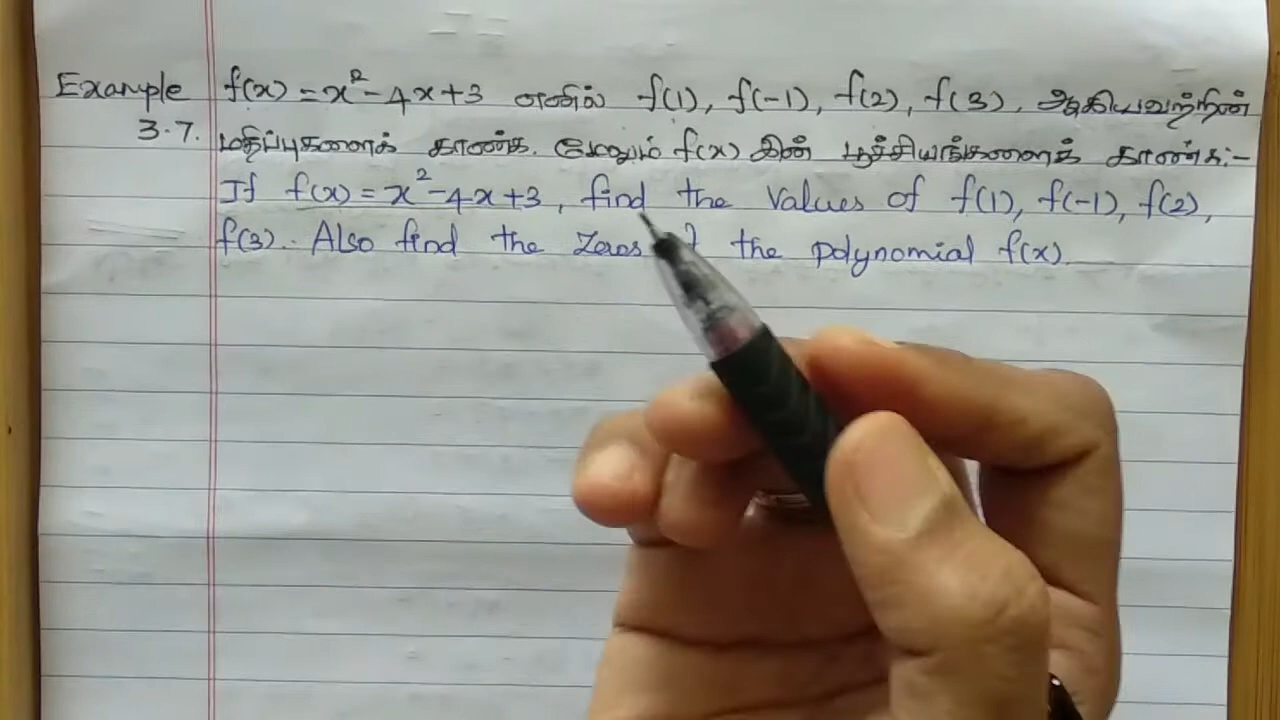 Example f(x) = x² - 4x + 3 எனில் f(1), f(-1), f(2), f(3), ஆகியவற்றின்
3.7. மதிப்புகளைக் காண்க. மேலும் f(x) இன் பூச்சியங்களைக் காண்க:-
If f(x) = x² - 4x + 3, find the values of f(1), f(-1), f(2),
f(3). Also find the zeros the polynomial f(x).